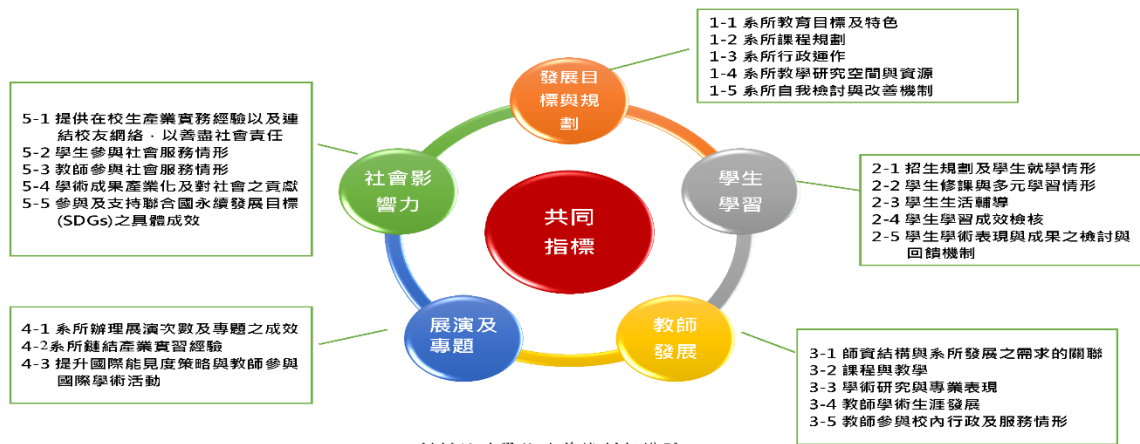 1-1 系所教育目標及特色
1-2 系所課程規劃
1-3 系所行政運作
1-4 系所教學研究空間與資源
1-5 系所自我檢討與改善機制
發展目
標與規
劃
5-1 提供在校生產業實務經驗以及連
結校友網絡，以善盡社會責任
5-2 學生參與社會服務情形
5-3 教師參與社會服務情形
5-4 學術成果產業化及對社會之貢獻
5-5 參與及支持聯合國永續發展目標
(SDGs)之具體成效
社會影
響力
學生
學習
2-1 招生規劃及學生就學情形
2-2 學生修課與多元學習情形
2-3 學生生活輔導
2-4 學生學習成效檢核
2-5 學生學術表現與成果之檢討與
回饋機制
共同
指標
4-1 系所辦理展演次數及專題之成效
4-2系所鏈結產業實習經驗
4-3 提升國際能見度策略與教師參與
國際學術活動
展演及
專題
教師
發展
3-1 師資結構與系所發展之需求的關聯
3-2 課程與教學
3-3 學術研究與專業表現
3-4 教師學術生涯發展
3-5 教師參與校內行政及服務情形